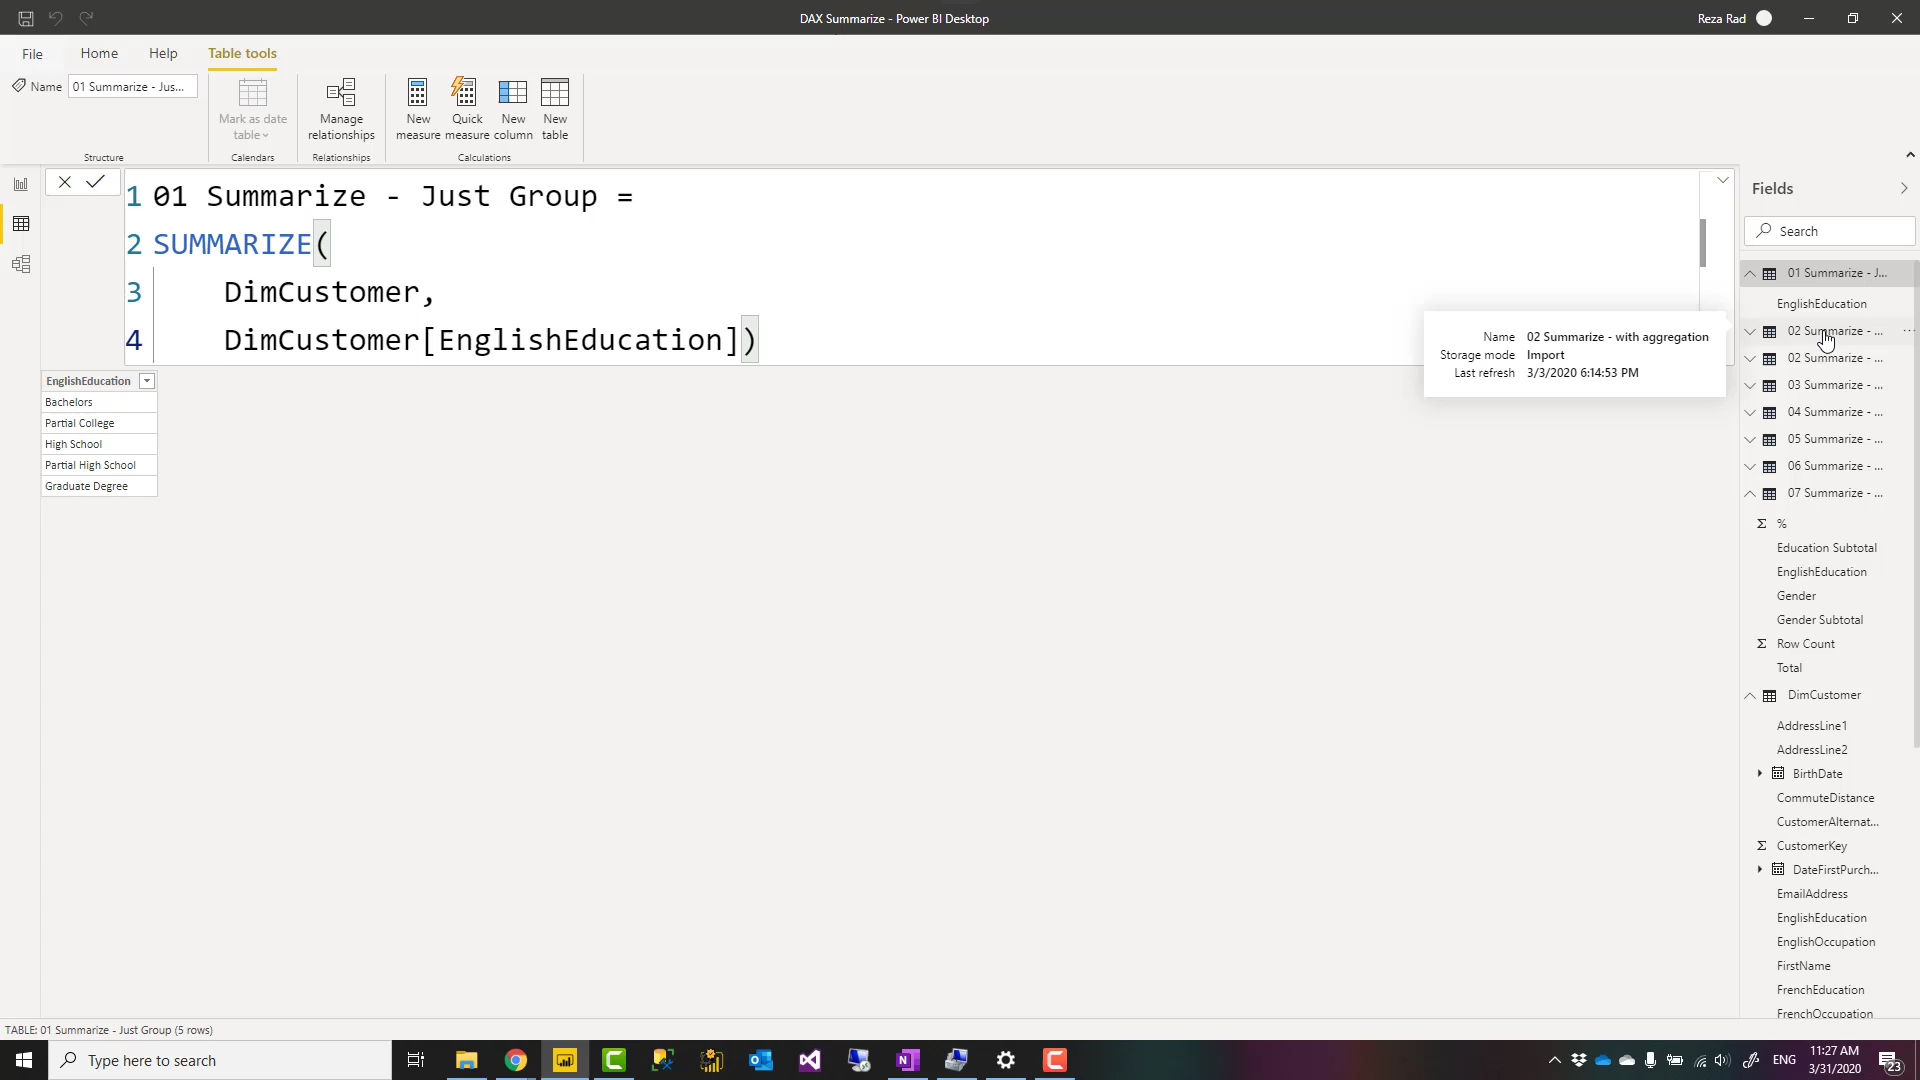 DAX Summarize - Power BI Desktop
Reza Rad
File
Home
Help
Table tools
Name
01 Summarize - Jus...
Mark as date
table
Manage
relationships
New
measure
Quick
measure
New
column
New
table
Structure
Calendars
Relationships
Calculations
1 01 Summarize - Just Group =
2 SUMMARIZE(
3 DimCustomer,
4 DimCustomer[EnglishEducation])
EnglishEducation
Bachelors
Partial College
High School
Partial High School
Graduate Degree
Name 02 Summarize - with aggregation
Storage mode Import
Last refresh 3/3/2020 6:14:53 PM
Fields
Search
01 Summarize - J...
EnglishEducation
02 Summarize - ...
02 Summarize - ...
03 Summarize - ...
04 Summarize - ...
05 Summarize - ...
06 Summarize - ...
07 Summarize - ...
Σ %
Education Subtotal
EnglishEducation
Gender
Gender Subtotal
Σ Row Count
Total
DimCustomer
AddressLine1
AddressLine2
BirthDate
CommuteDistance
CustomerAlternat...
Σ CustomerKey
DateFirstPurch...
EmailAddress
EnglishEducation
EnglishOccupation
FirstName
FrenchEducation
FrenchOccupation
TABLE: 01 Summarize - Just Group (5 rows)
Type here to search
ENG
11:27 AM
3/31/2020
23